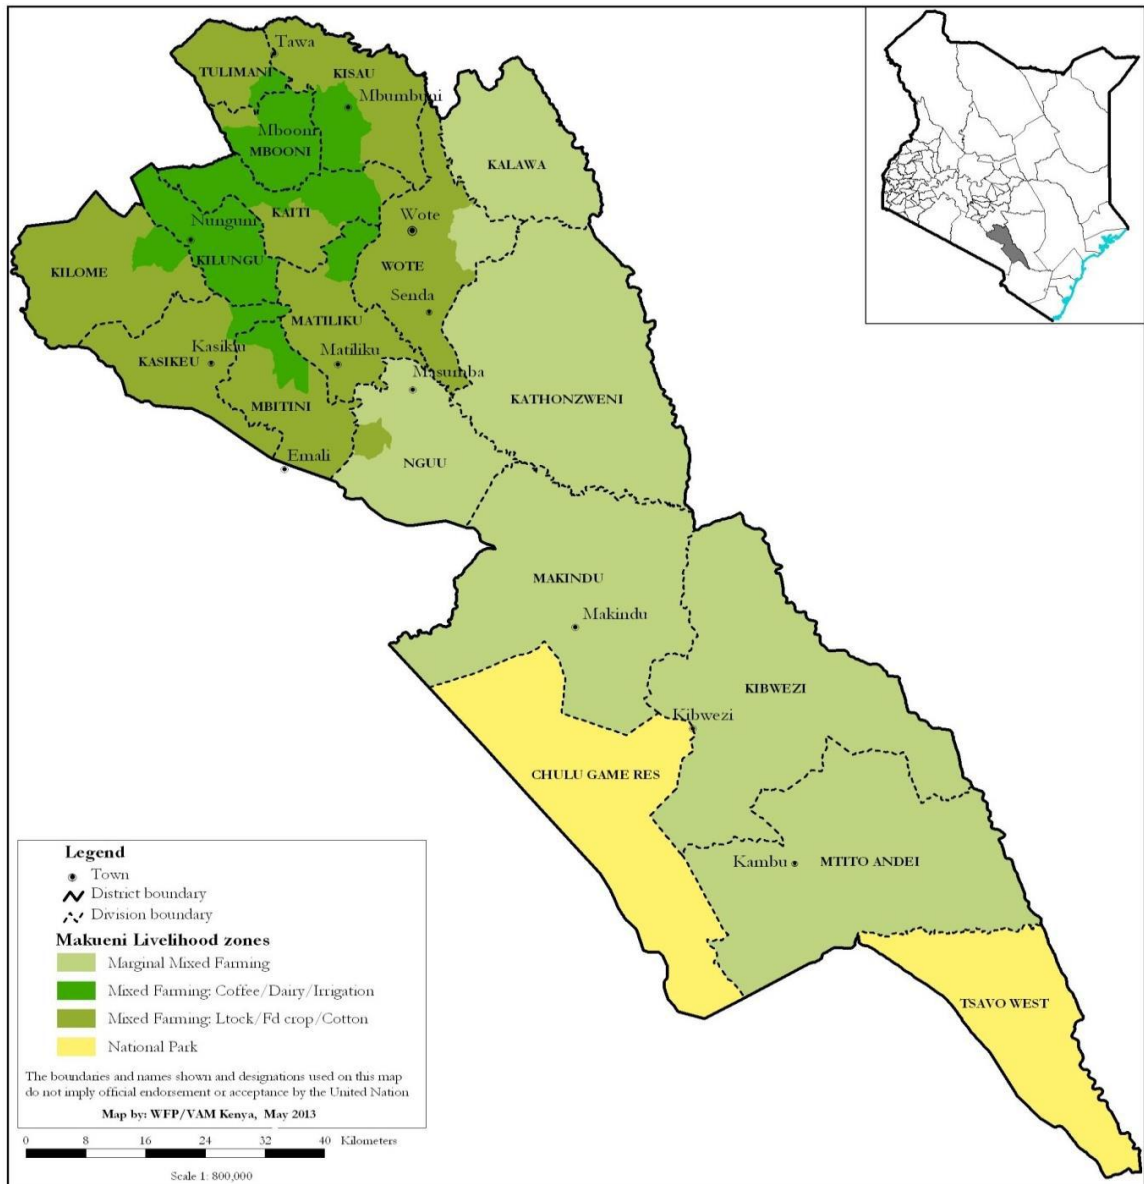 Tawa
TULIMANI
KISAU
Mbumbuni
Mbooni
MBOONI
KALAWA
KAITI
Nunguni
Wote
KILUNGU
WOTE
KILOME
Senda
MATILIKU
Kasikiu
Matiliku
KASIKEU
Masumba
MBITINI
KATHONZWENI
Emali
NGUU
MAKINDU
Makindu
KIBWEZI
Kibwezi
CHULU GAME RES
Kambu
MTITO ANDEI
TSAVO WEST
Legend
Town
District boundary
Division boundary
Makueni Livelihood zones
Marginal Mixed Farming
Mixed Farming: Coffee/Dairy/Irrigation
Mixed Farming: Ltock/Fd crop/Cotton
National Park
The boundaries and names shown and designations used on this map
do not imply official endorsement or acceptance by the United Nation
Map by: WFP/VAM Kenya, May 2013
0 8 16 24 32 40 Kilometers
Scale 1: 800,000